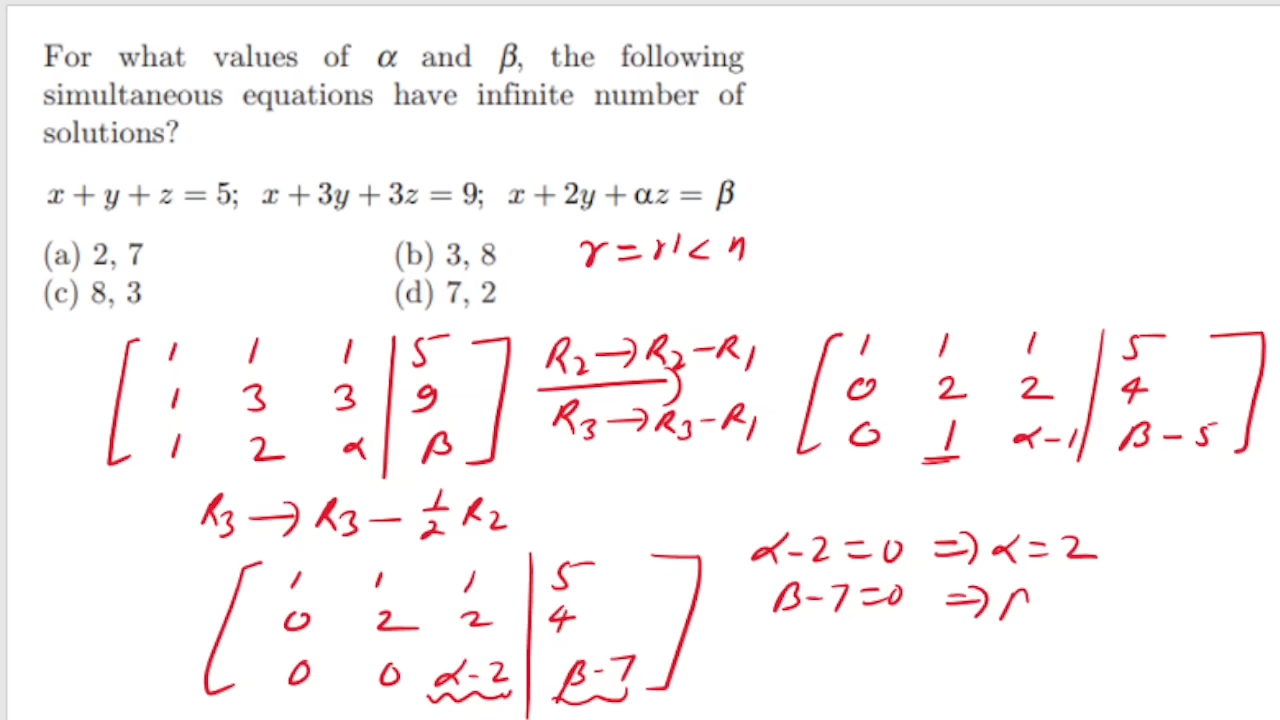 For what values of α and β, the following
simultaneous equations have infinite number of
solutions?
x + y + z = 5; x + 3y + 3z = 9; x + 2y + αz = β
(a) 2, 7 (b) 3, 8
(c) 8, 3 (d) 7, 2
r = r' < n
[ 1 1 1 | 5 ] R2 → R2 - R1 [ 1 1 1 | 5 ]
[ 1 3 3 | 9 ] R3 → R3 - R1 [ 0 2 2 | 4 ]
[ 1 2 α | β ] [ 0 1 α-1 | β-5 ]
R3 → R3 - 1/2 R2
[ 1 1 1 | 5 ]
[ 0 2 2 | 4 ]
[ 0 0 α-2 | β-7 ]
α-2=0 ⇒ α=2
β-7=0 ⇒